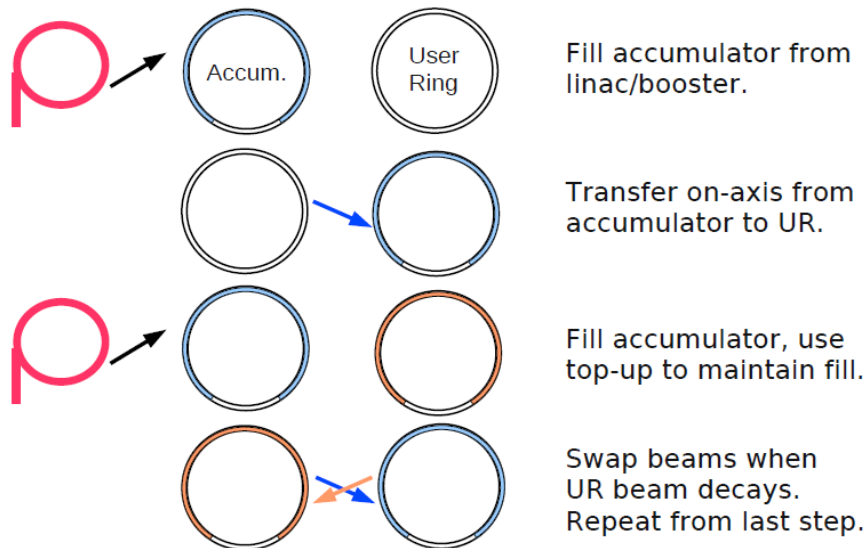 Accum.
User
Ring
Fill accumulator from
linac/booster.
Transfer on-axis from
accumulator to UR.
Fill accumulator, use
top-up to maintain fill.
Swap beams when
UR beam decays.
Repeat from last step.